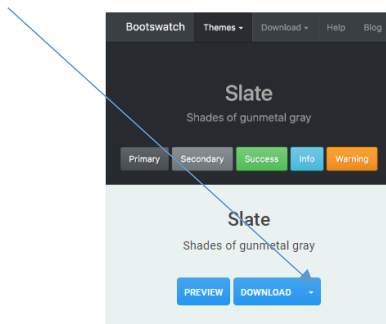 Bootswatch Themes Download Help Blog
Slate
Shades of gunmetal gray
Primary Secondary Success Info Warning
Slate
Shades of gunmetal gray
PREVIEW DOWNLOAD